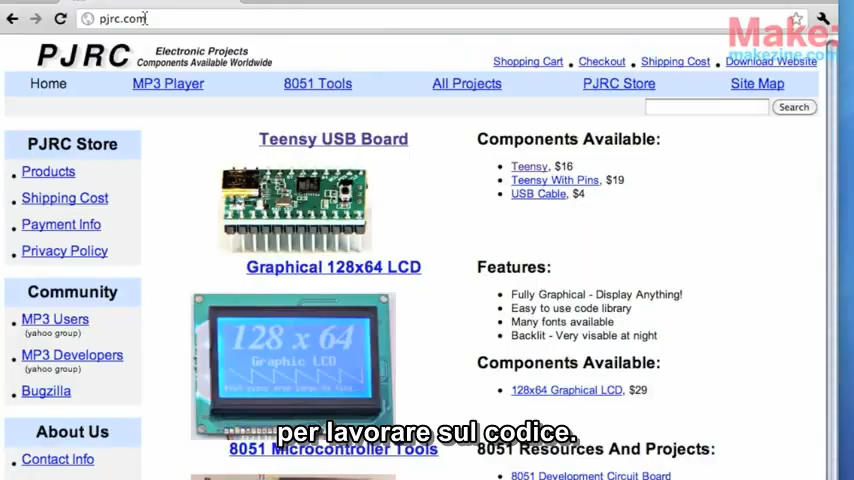 pjrc.com
Make:
makezine.com
PJRC Electronic Projects
Components Available Worldwide
Shopping Cart
Checkout
Shipping Cost
Download Website
Home
MP3 Player
8051 Tools
All Projects
PJRC Store
Site Map
Search
PJRC Store
Products
Shipping Cost
Payment Info
Privacy Policy
Community
MP3 Users
(yahoo group)
MP3 Developers
(yahoo group)
Bugzilla
About Us
Contact Info
Teensy USB Board
Graphical 128x64 LCD
128 x 64
Graphic LCD
8051 Microcontroller Tools
Components Available:
Teensy, $16
Teensy With Pins, $19
USB Cable, $4
Features:
Fully Graphical - Display Anything!
Easy to use code library
Many fonts available
Backlit - Very visable at night
Components Available:
128x64 Graphical LCD, $29
8051 Resources And Projects:
8051 Development Circuit Board
per lavorare sul codice.